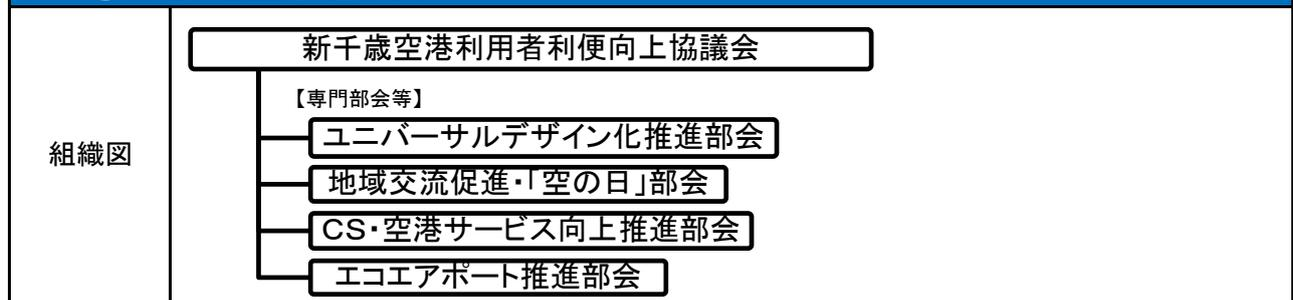 新千歳空港利用者利便向上協議会
【専門部会等】
組織図
ユニバーサルデザイン化推進部会
地域交流促進・「空の日」部会
CS・空港サービス向上推進部会
エコエアポート推進部会